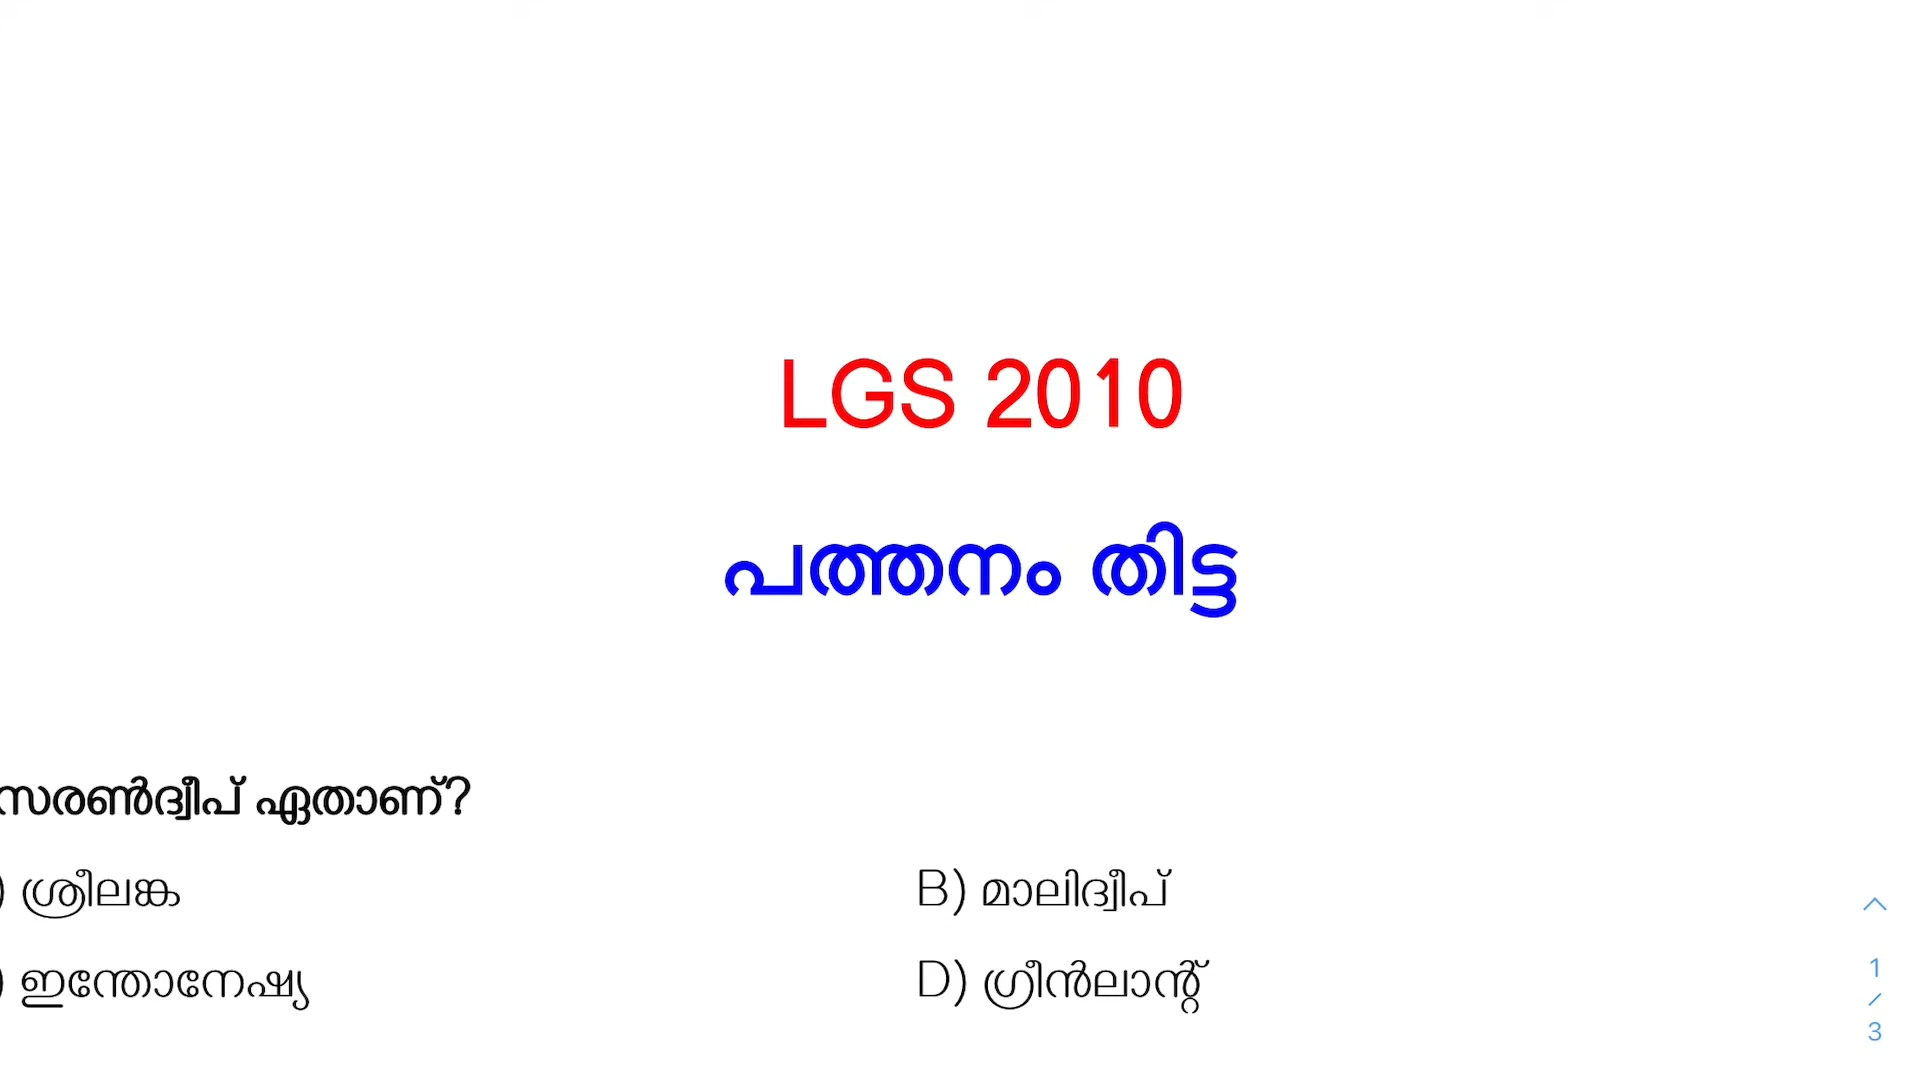 LGS 2010
പത്തനം തിട്ട
സരൺദ്വീപ് ഏതാണ്?
) ശ്രീലങ്ക
B) മാലിദ്വീപ്
) ഇന്തോനേഷ്യ
D) ഗ്രീൻലാന്റ്
1
/
3